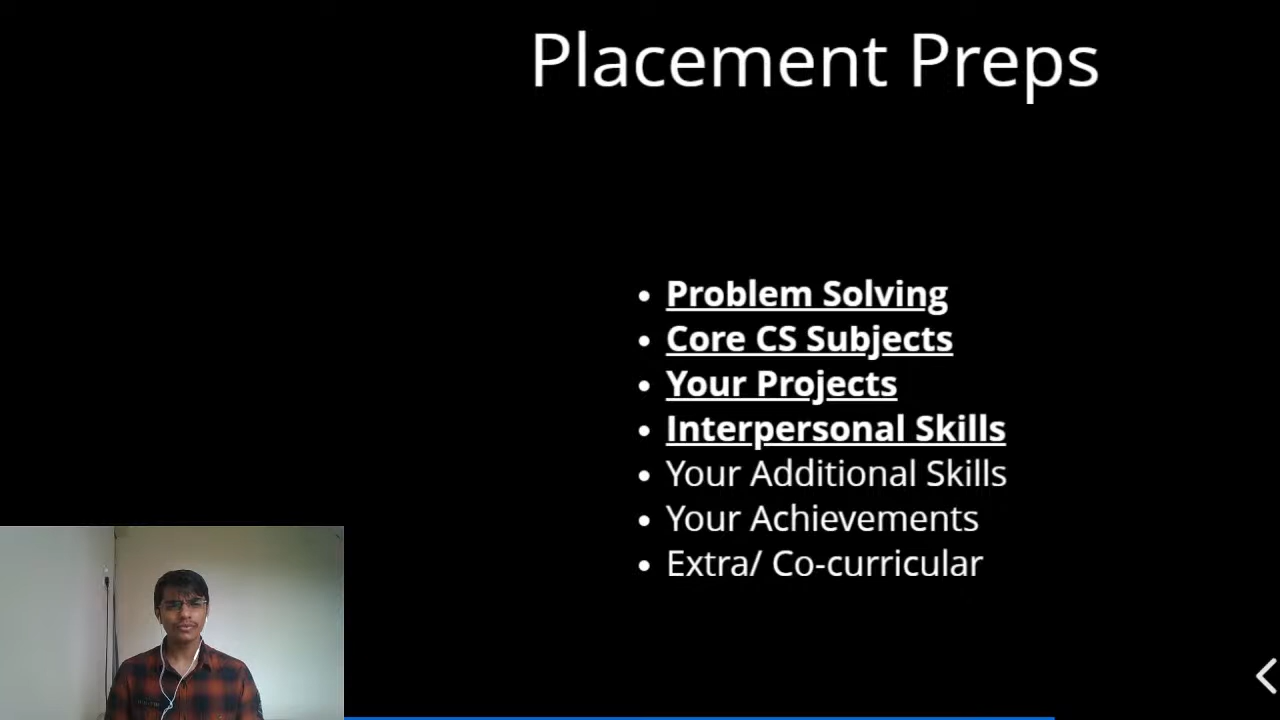 Placement Preps
• Problem Solving
• Core CS Subjects
• Your Projects
• Interpersonal Skills
• Your Additional Skills
• Your Achievements
• Extra/ Co-curricular